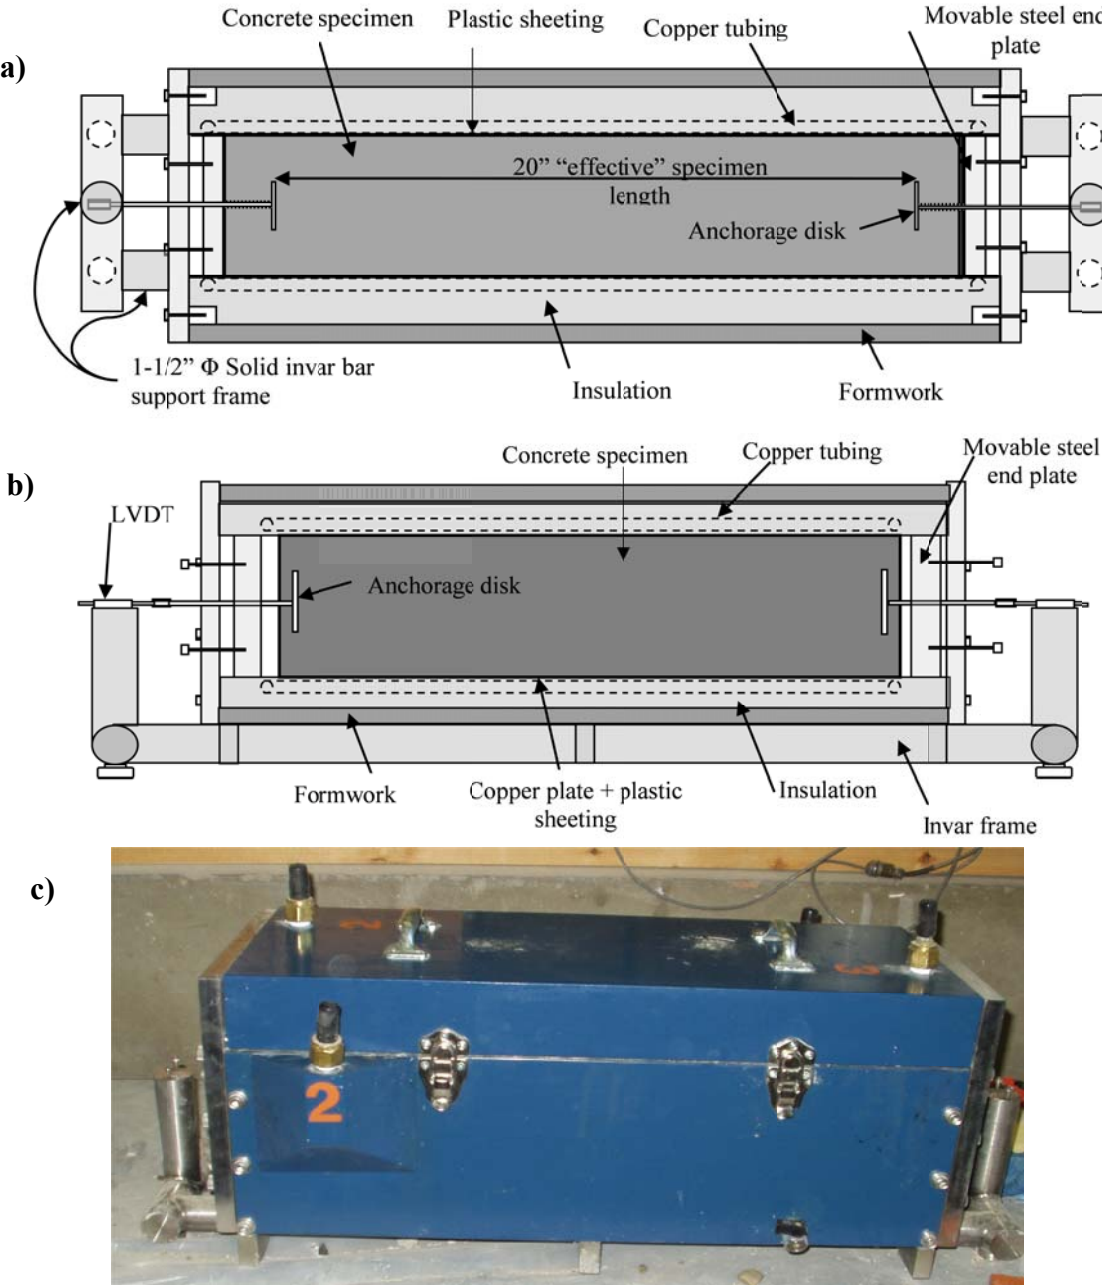 a)
Concrete specimen
Plastic sheeting
Copper tubing
Movable steel end
plate
20” “effective” specimen
length
Anchorage disk
1-1/2” Φ Solid invar bar
support frame
Insulation
Formwork
b)
LVDT
Concrete specimen
Copper tubing
Movable steel
end plate
Anchorage disk
Formwork
Copper plate + plastic
sheeting
Insulation
Invar frame
c)
2
3
2